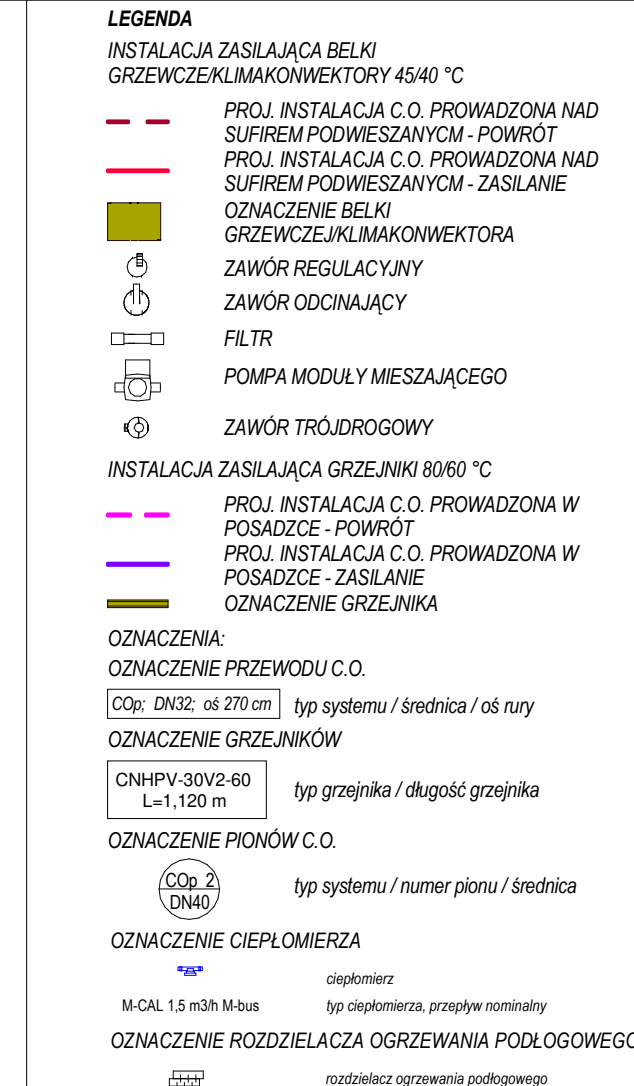 LEGENDA
INSTALACJA ZASILAJĄCA BELKI
GRZEWCZE/KLIMAKONWEKTORY 45/40 °C
PROJ. INSTALACJA C.O. PROWADZONA NAD
SUFIREM PODWIESZANYCM - POWRÓT
PROJ. INSTALACJA C.O. PROWADZONA NAD
SUFIREM PODWIESZANYCM - ZASILANIE
OZNACZENIE BELKI
GRZEWCZEJ/KLIMAKONWEKTORA
ZAWÓR REGULACYJNY
ZAWÓR ODCINAJĄCY
FILTR
POMPA MODUŁY MIESZAJĄCEGO
ZAWÓR TRÓJDROGOWY
INSTALACJA ZASILAJĄCA GRZEJNIKI 80/60 °C
PROJ. INSTALACJA C.O. PROWADZONA W
POSADZCE - POWRÓT
PROJ. INSTALACJA C.O. PROWADZONA W
POSADZCE - ZASILANIE
OZNACZENIE GRZEJNIKA
OZNACZENIA:
OZNACZENIE PRZEWODU C.O.
COp; DN32; oś 270 cm typ systemu / średnica / oś rury
OZNACZENIE GRZEJNIKÓW
CNHPV-30V2-60
L=1,120 m
typ grzejnika / długość grzejnika
OZNACZENIE PIONÓW C.O.
COp 2
DN40
typ systemu / numer pionu / średnica
OZNACZENIE CIEPŁOMIERZA
ciepłomierz
M-CAL 1,5 m3/h M-bus typ ciepłomierza, przepływ nominalny
OZNACZENIE ROZDZIELACZA OGRZEWANIA PODŁOGOWEGO
rozdzielacz ogrzewania podłogowego